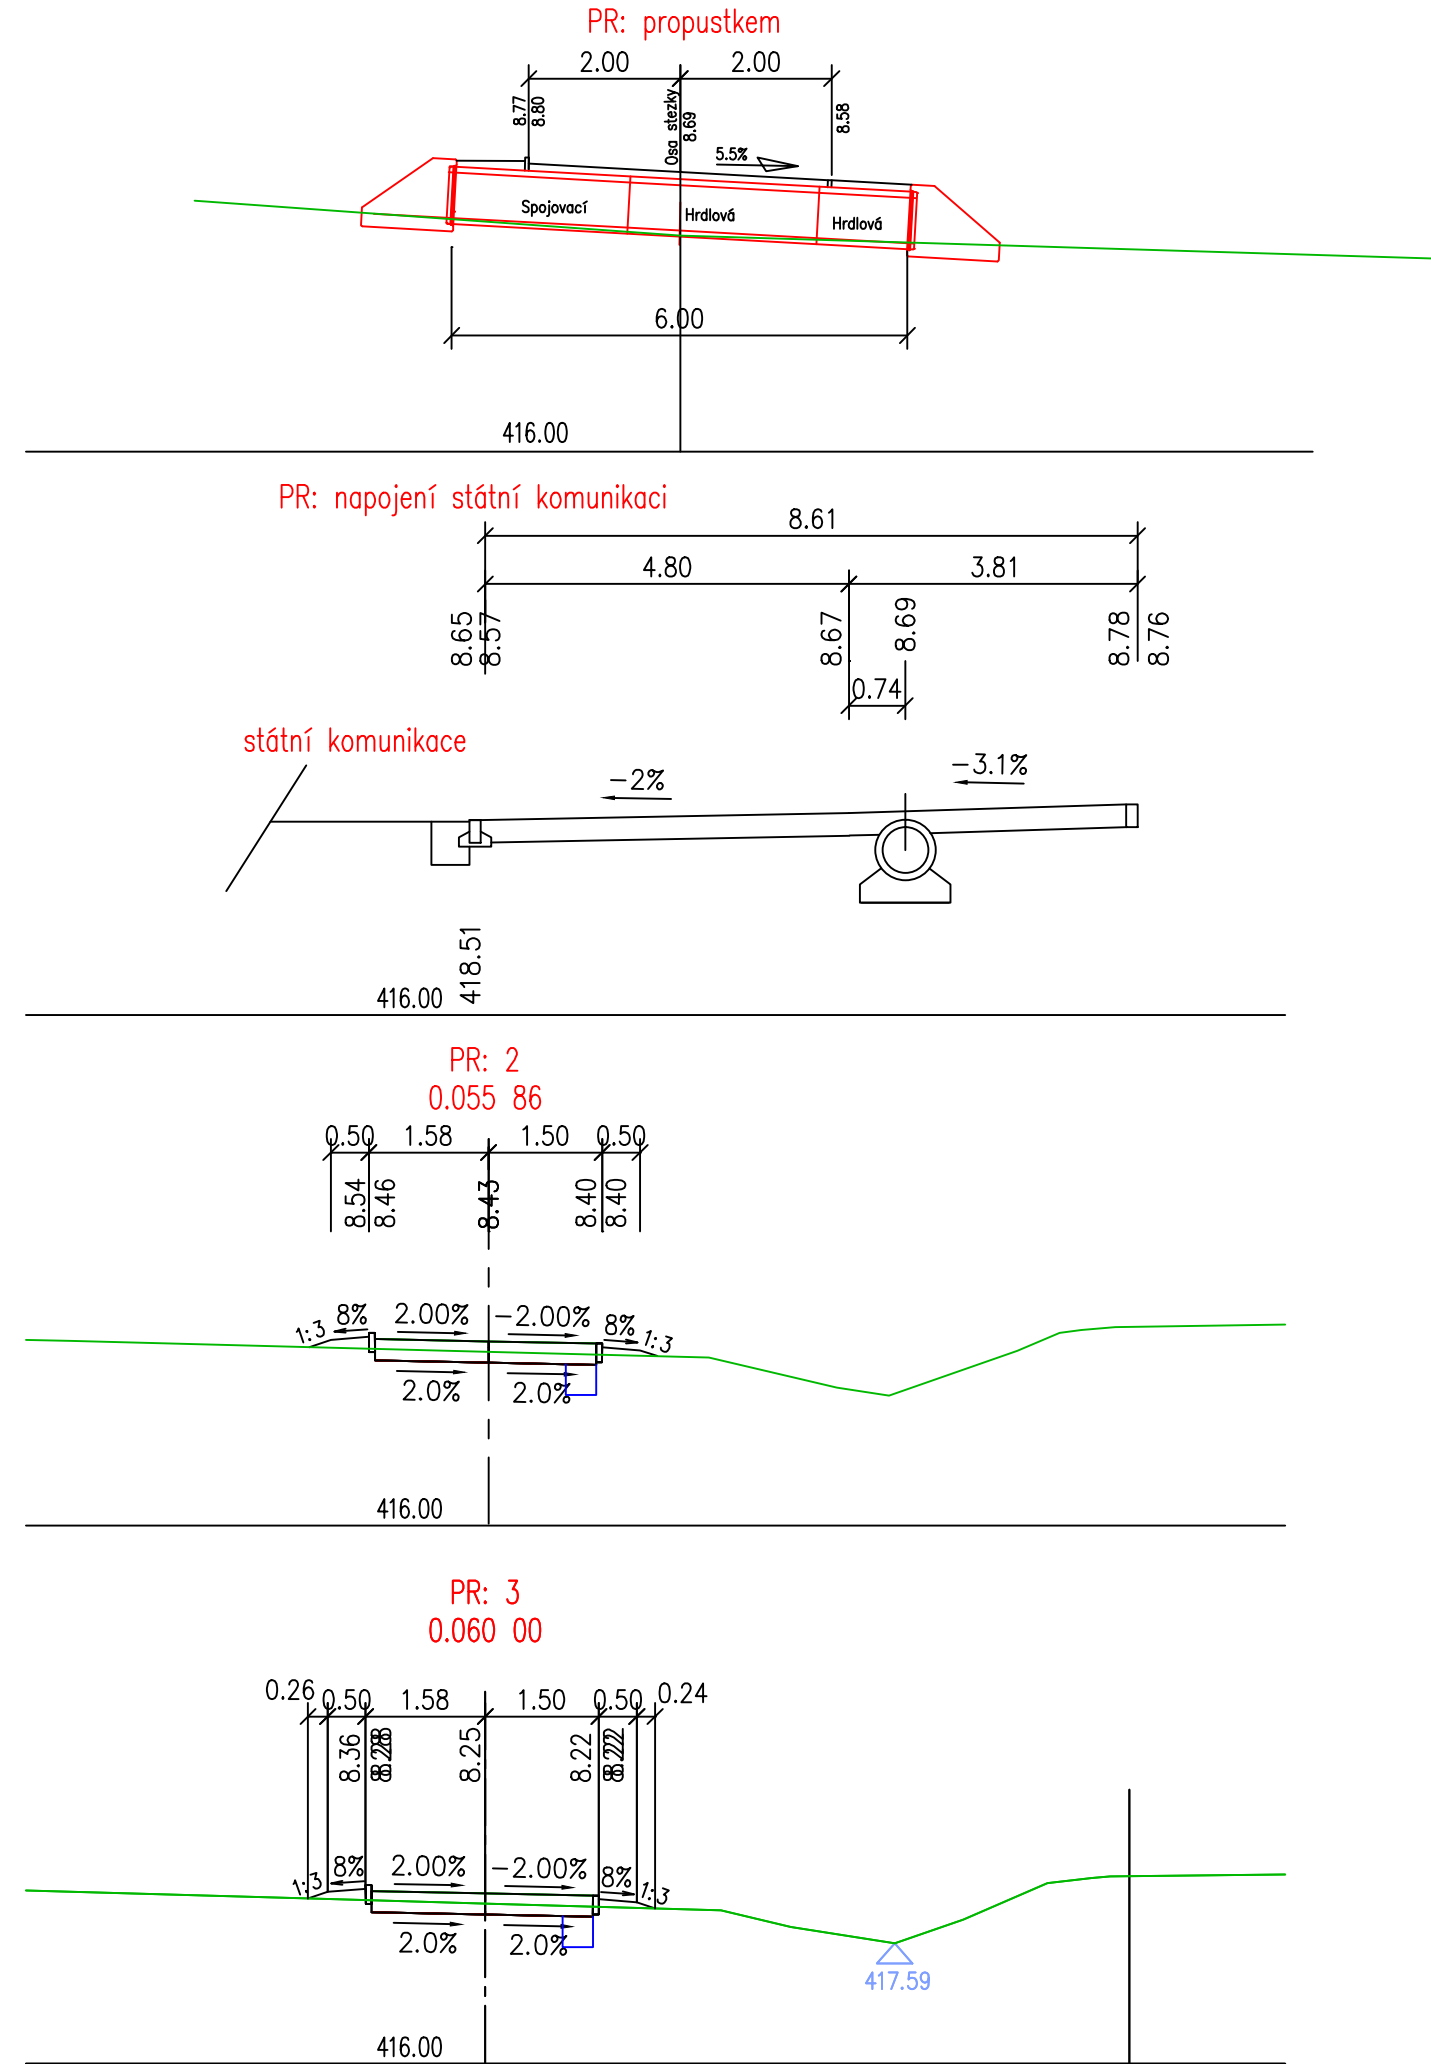 PR: propustkem
2.00 2.00
8.77
8.80
Osa stezky
8.69
8.58
5.5%
Spojovací
Hrdlová
Hrdlová
6.00
416.00
PR: napojení státní komunikaci
8.61
4.80 3.81
8.65
8.57
8.67
8.69
8.78
8.76
0.74
státní komunikace
-2%
-3.1%
418.51
416.00
PR: 2
0.055 86
0.50 1.58 1.50 0.50
8.54
8.46
8.43
8.40
8.40
1:3 8% 2.00% -2.00% 8% 1:3
2.0% 2.0%
416.00
PR: 3
0.060 00
0.26 0.50 1.58 1.50 0.50 0.24
8.36
8.28
8.25
8.22
8.22
1:3 8% 2.00% -2.00% 8% 1:3
2.0% 2.0%
417.59
416.00